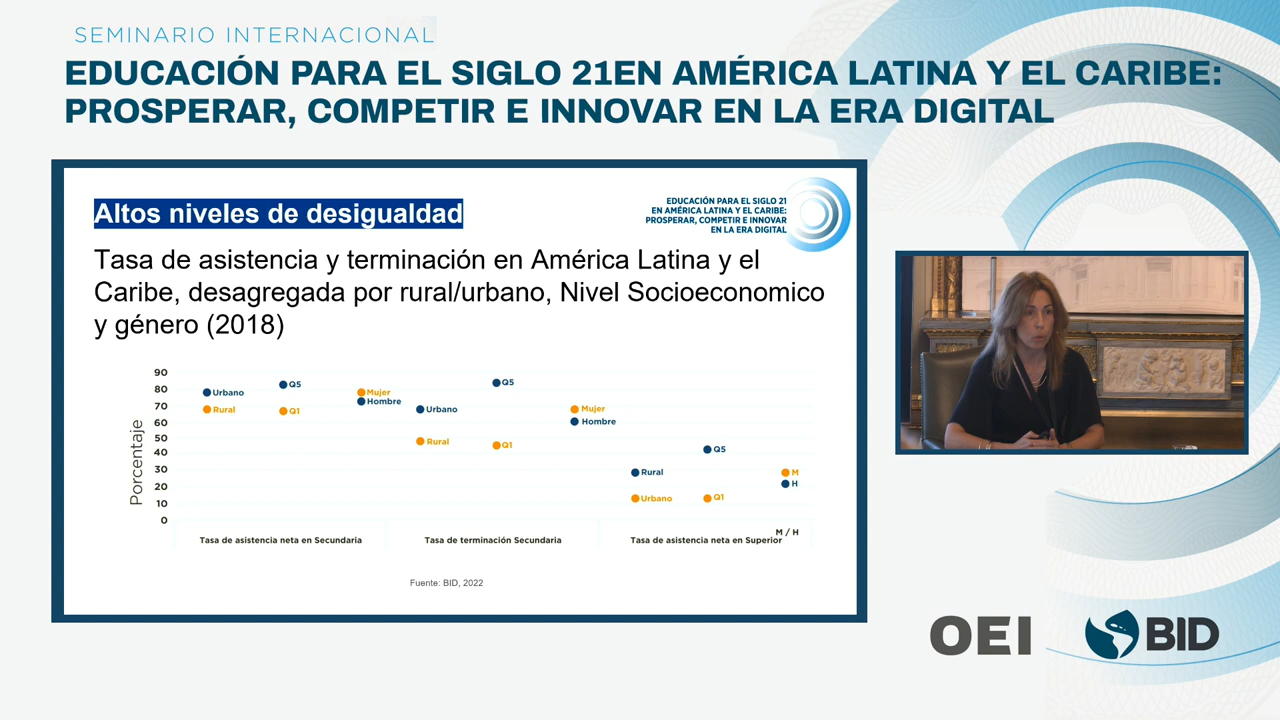 SEMINARIO INTERNACIONAL
EDUCACIÓN PARA EL SIGLO 21EN AMÉRICA LATINA Y EL CARIBE:
PROSPERAR, COMPETIR E INNOVAR EN LA ERA DIGITAL
Altos niveles de desigualdad
EDUCACIÓN PARA EL SIGLO 21
EN AMÉRICA LATINA Y EL CARIBE:
PROSPERAR, COMPETIR E INNOVAR
EN LA ERA DIGITAL
Tasa de asistencia y terminación en América Latina y el
Caribe, desagregada por rural/urbano, Nivel Socioeconomico
y género (2018)
Porcentaje
90
80
70
60
50
40
30
20
10
0
Urbano
Rural
Q5
Q1
Mujer
Hombre
Tasa de asistencia neta en Secundaria
Urbano
Rural
Q5
Q1
Mujer
Hombre
Tasa de terminación Secundaria
Rural
Urbano
Q5
Q1
M
H
M / H
Tasa de asistencia neta en Superior
Fuente: BID, 2022
OEI
BID